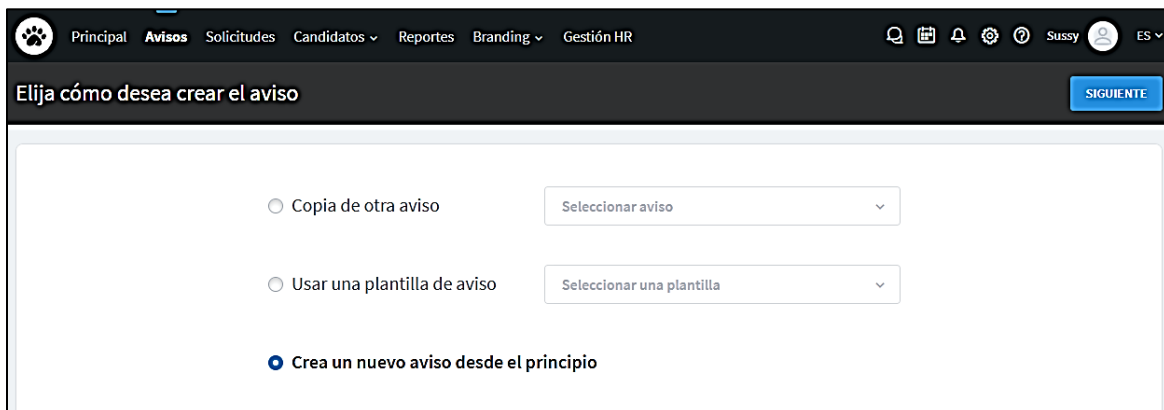 Principal Avisos Solicitudes Candidatos Reportes Branding Gestión HR Sussy ES
Elija cómo desea crear el aviso SIGUIENTE
Copia de otra aviso Seleccionar aviso
Usar una plantilla de aviso Seleccionar una plantilla
Crea un nuevo aviso desde el principio